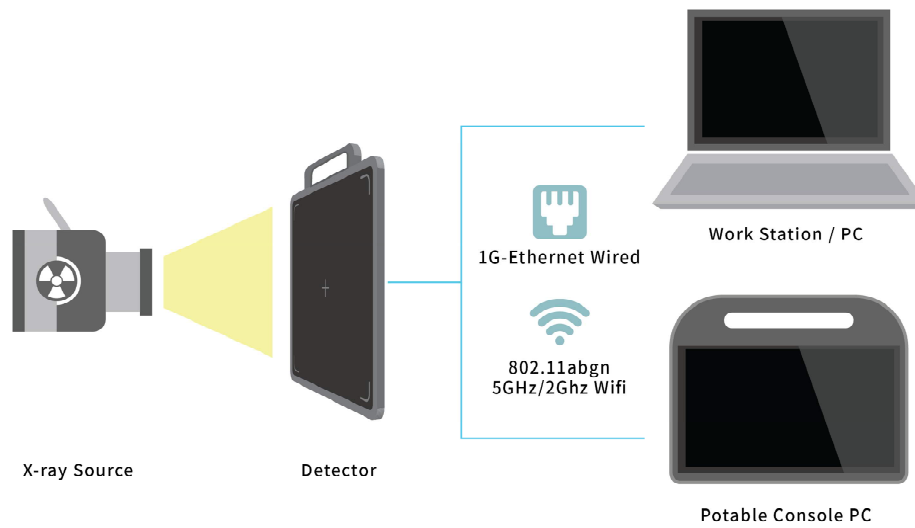 Work Station / PC
1G-Ethernet Wired
802.11abgn
5GHz/2Ghz Wifi
X-ray Source
Detector
Potable Console PC